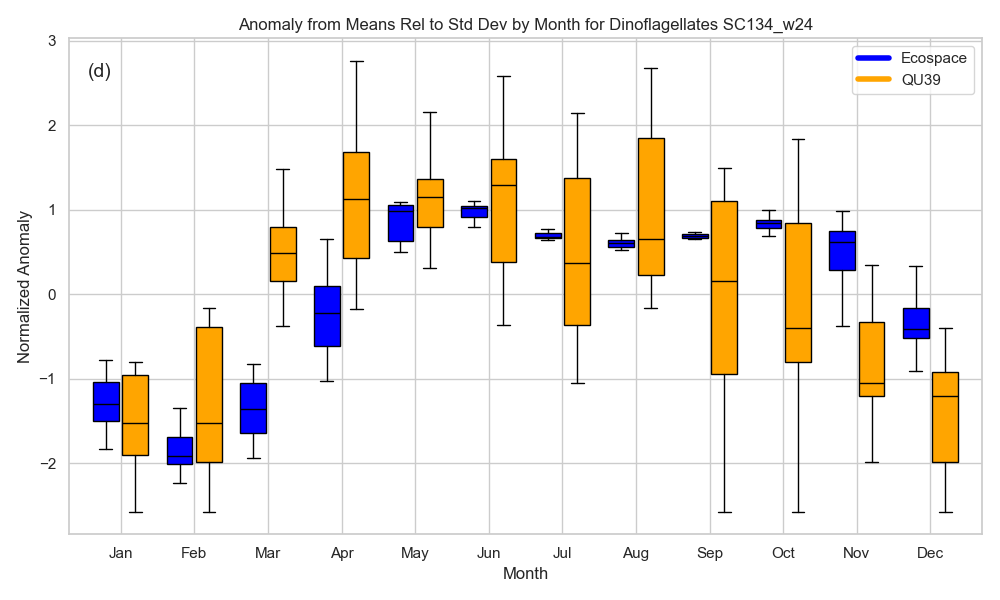 Anomaly from Means Rel to Std Dev by Month for Dinoflagellates SC134_w24
(d)
Ecospace
QU39
3
2
1
0
−1
−2
Normalized Anomaly
Jan Feb Mar Apr May Jun Jul Aug Sep Oct Nov Dec
Month